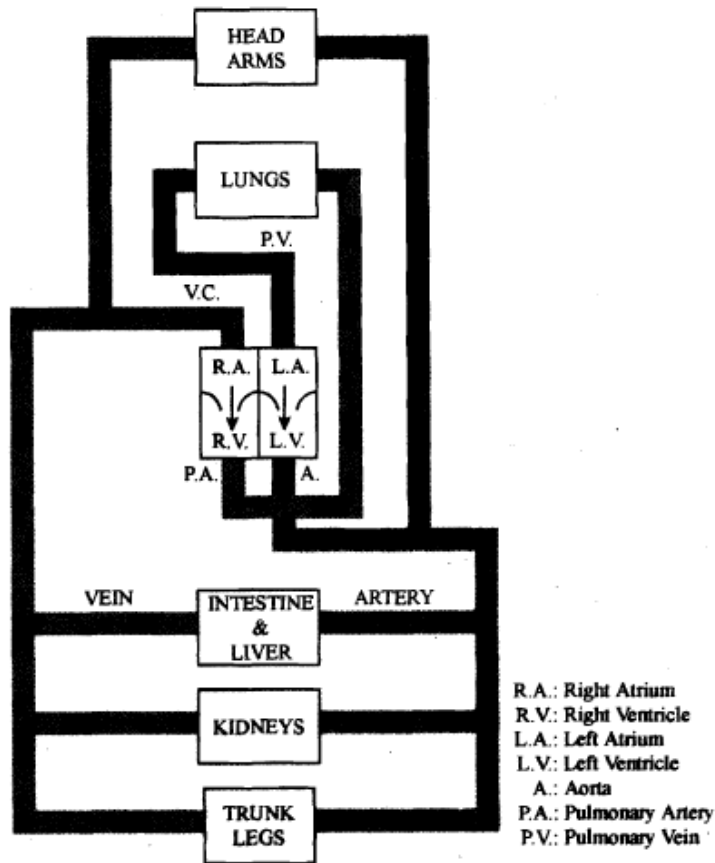 HEAD
ARMS
LUNGS
P.V.
V.C.
R.A. L.A.
R.V. L.V.
P.A. A.
VEIN INTESTINE ARTERY
&
LIVER
KIDNEYS
TRUNK
LEGS
R.A.: Right Atrium
R.V.: Right Ventricle
L.A.: Left Atrium
L.V.: Left Ventricle
A.: Aorta
P.A.: Pulmonary Artery
P.V.: Pulmonary Vein